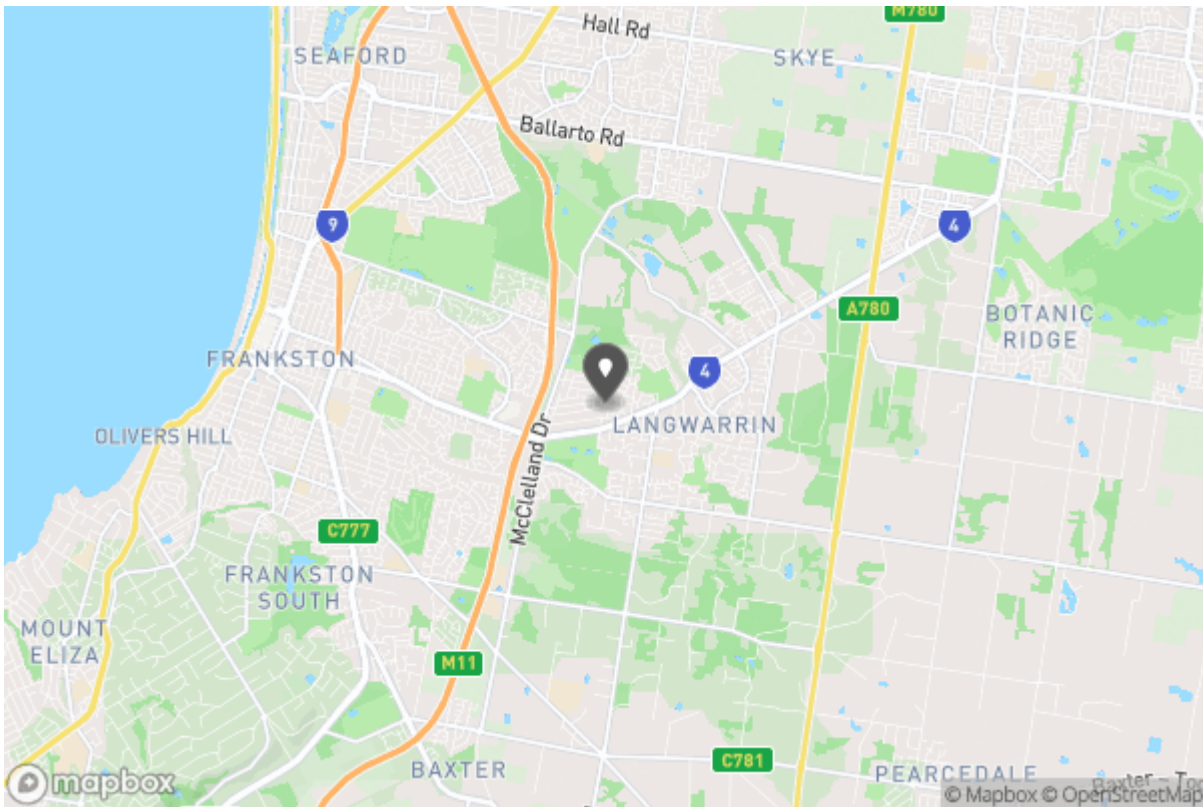 M780
Hall Rd
SEAFORD
SKYE
Ballarto Rd
9
4
A780
BOTANIC
RIDGE
FRANKSTON
4
LANGWARRIN
OLIVERS HILL
McClelland Dr
C777
FRANKSTON
SOUTH
MOUNT
ELIZA
M11
C781
BAXTER
PEARCEDALE
mapbox
© Mapbox © OpenStreetMap